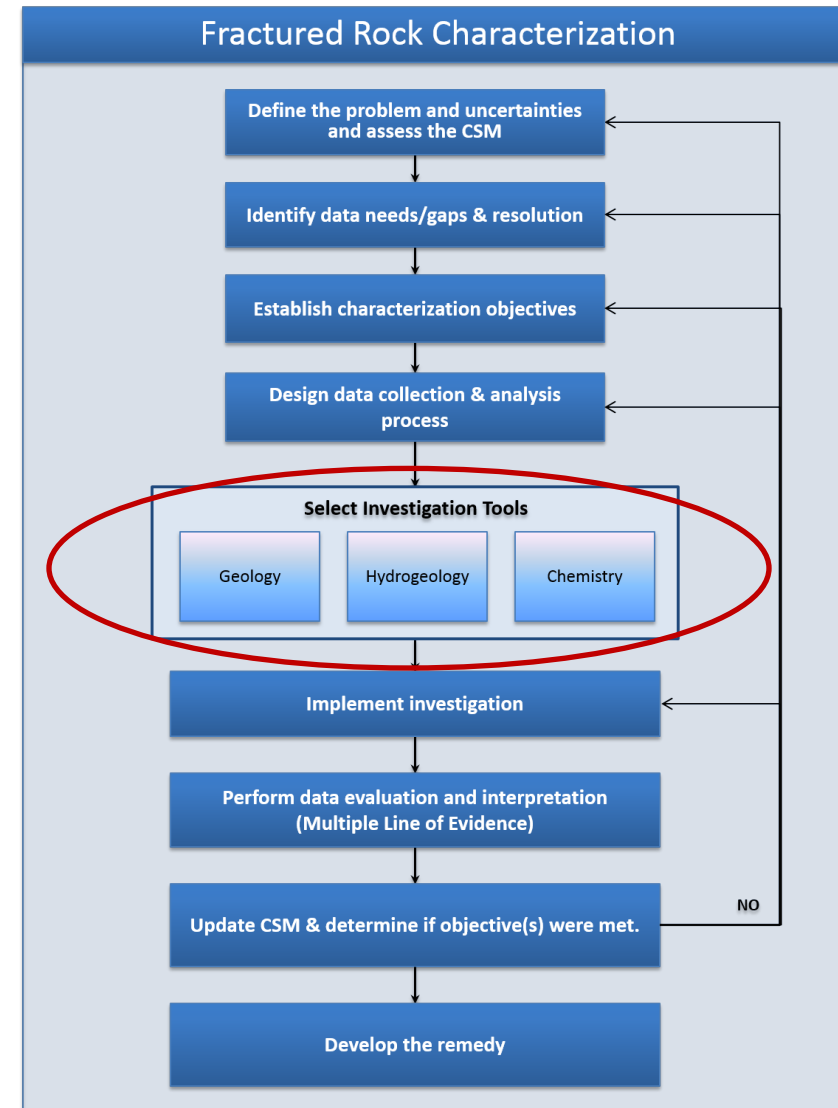 Fractured Rock Characterization
Define the problem and uncertainties
and assess the CSM
Identify data needs/gaps & resolution
Establish characterization objectives
Design data collection & analysis
process
Select Investigation Tools
Geology
Hydrogeology
Chemistry
Implement investigation
Perform data evaluation and interpretation
(Multiple Line of Evidence)
NO
Update CSM & determine if objective(s) were met.
Develop the remedy